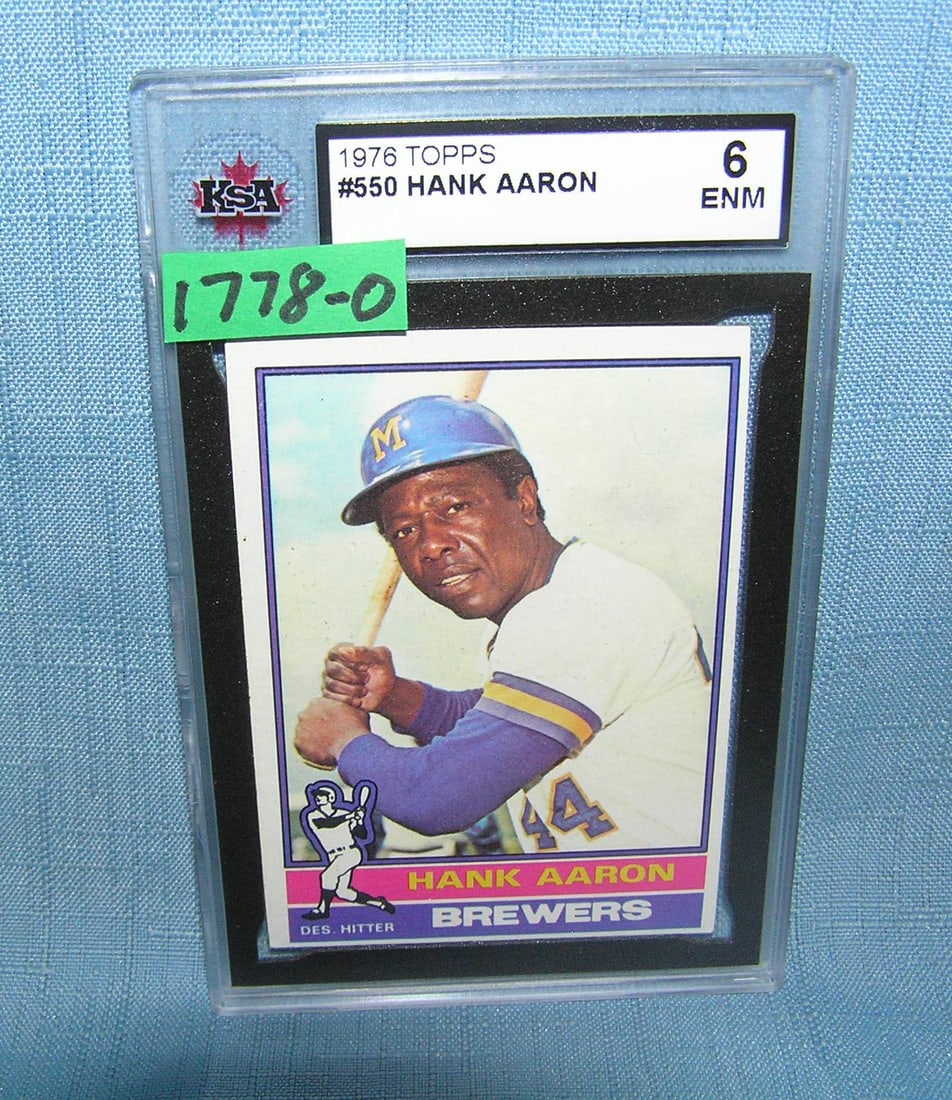 1976 TOPPS
#550 HANK AARON
6
ENM
KSA
1778-0
M
44
HANK AARON
BREWERS
DES. HITTER